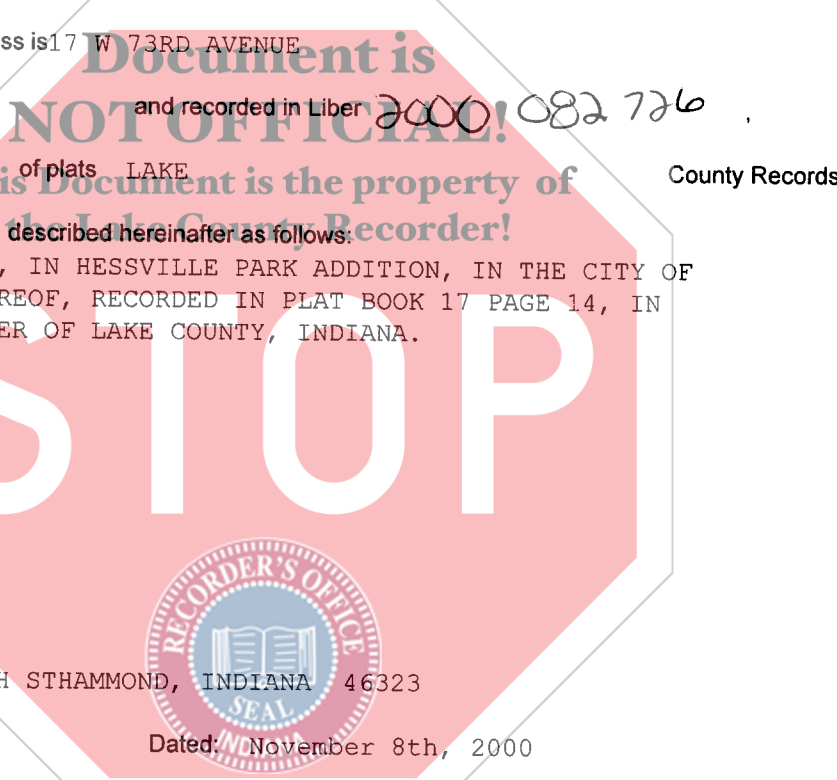 ss is17 W 73RD AVENUE
Document is
and recorded in Liber 2000 082 726 .
NOT OFFICIAL!
of plats LAKE County Records
is Document is the property of
the Lake County Recorder!
described hereinafter as follows:
, IN HESSVILLE PARK ADDITION, IN THE CITY OF
REOF, RECORDED IN PLAT BOOK 17 PAGE 14, IN
ER OF LAKE COUNTY, INDIANA.
STOP
RECORDER'S OFFICE
SEAL
INDIANA
H STHAMMOND, INDIANA 46323
Dated: November 8th, 2000